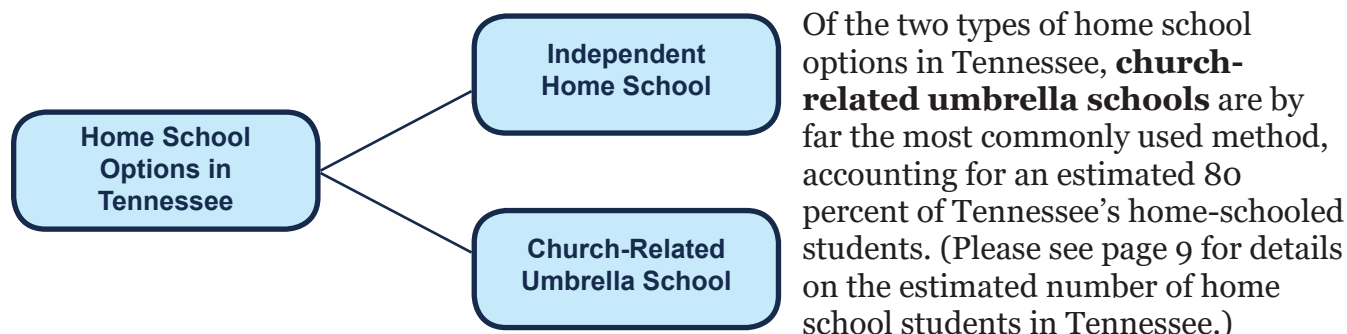 Home School
Options in
Tennessee
Independent
Home School
Church-Related
Umbrella School
Of the two types of home school
options in Tennessee, church-
related umbrella schools are by
far the most commonly used method,
accounting for an estimated 80
percent of Tennessee’s home-schooled
students. (Please see page 9 for details
on the estimated number of home
school students in Tennessee.)